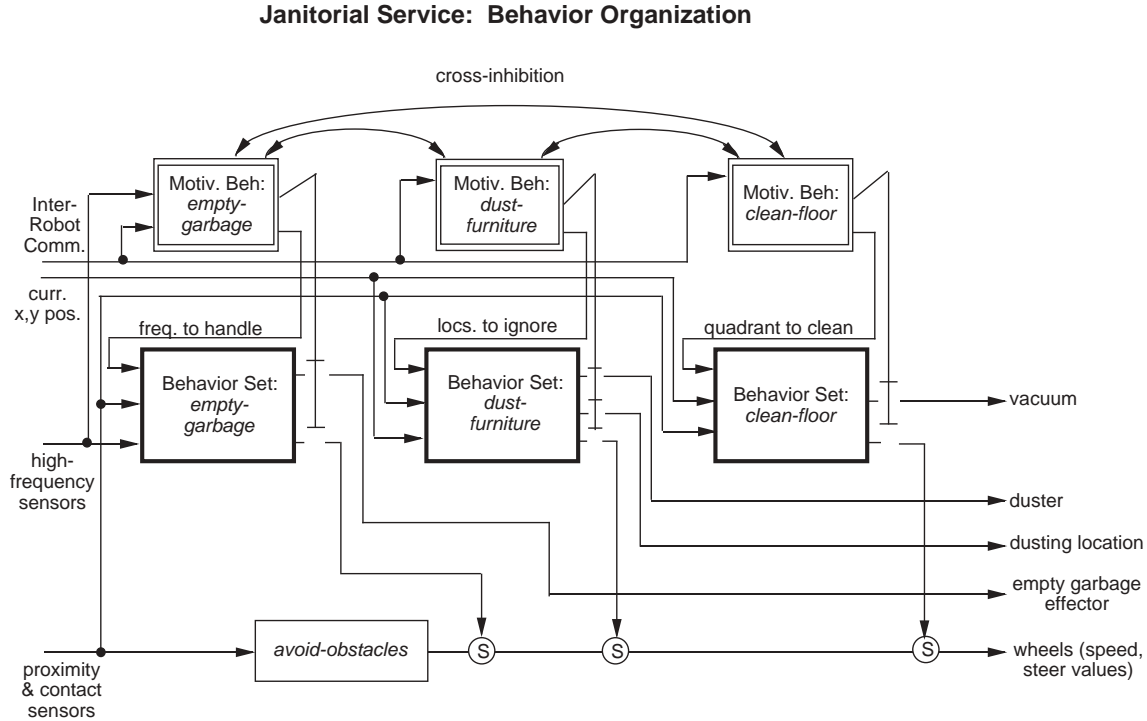 Janitorial Service: Behavior Organization
cross-inhibition
Motiv. Beh:
empty-
garbage
Motiv. Beh:
dust-
furniture
Motiv. Beh:
clean-floor
Inter-
Robot
Comm.
curr.
x,y pos.
freq. to handle
locs. to ignore
quadrant to clean
Behavior Set:
empty-
garbage
Behavior Set:
dust-
furniture
Behavior Set:
clean-floor
vacuum
high-
frequency
sensors
duster
dusting location
empty garbage
effector
avoid-obstacles
S
S
S
wheels (speed,
steer values)
proximity
& contact
sensors